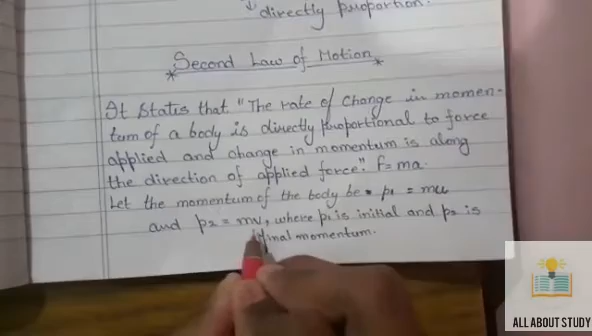 directly proportion.
* Second Law of Motion *
It states that "The rate of change in momen-
tum of a body is directly proportional to force
applied and change in momentum is along
the direction of applied force". F=ma.
Let the momentum of the body be p₁ = mu
and p₂ = mv, where p₁ is initial and p₂ is
final momentum.
ALL ABOUT STUDY